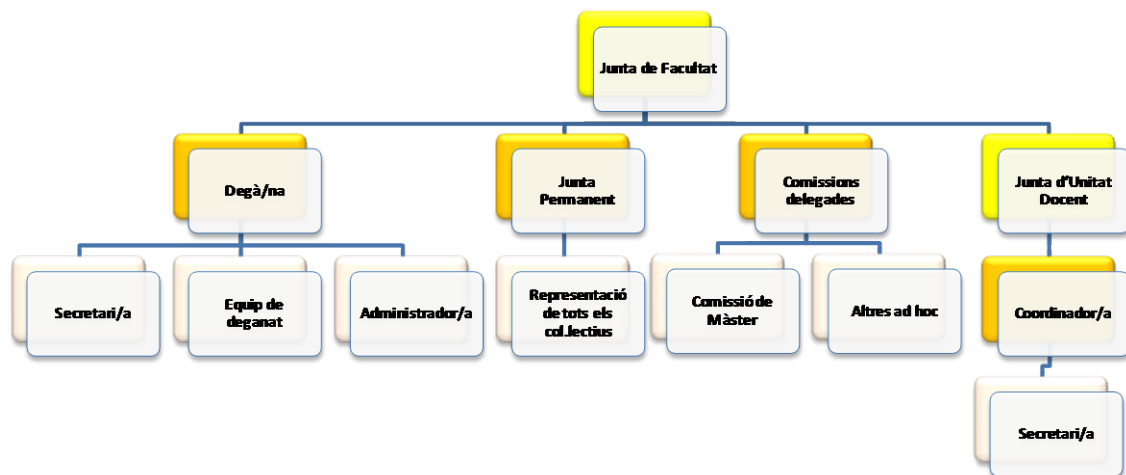 Junta de Facultat
Degà/na
Junta
Permanent
Comissions
delegades
Junta d'Unitat
Docent
Secretari/a
Equip de
deganat
Administrador/a
Representació
de tots els
col.lectius
Comissió de
Màster
Altres ad hoc
Coordinador/a
Secretari/a